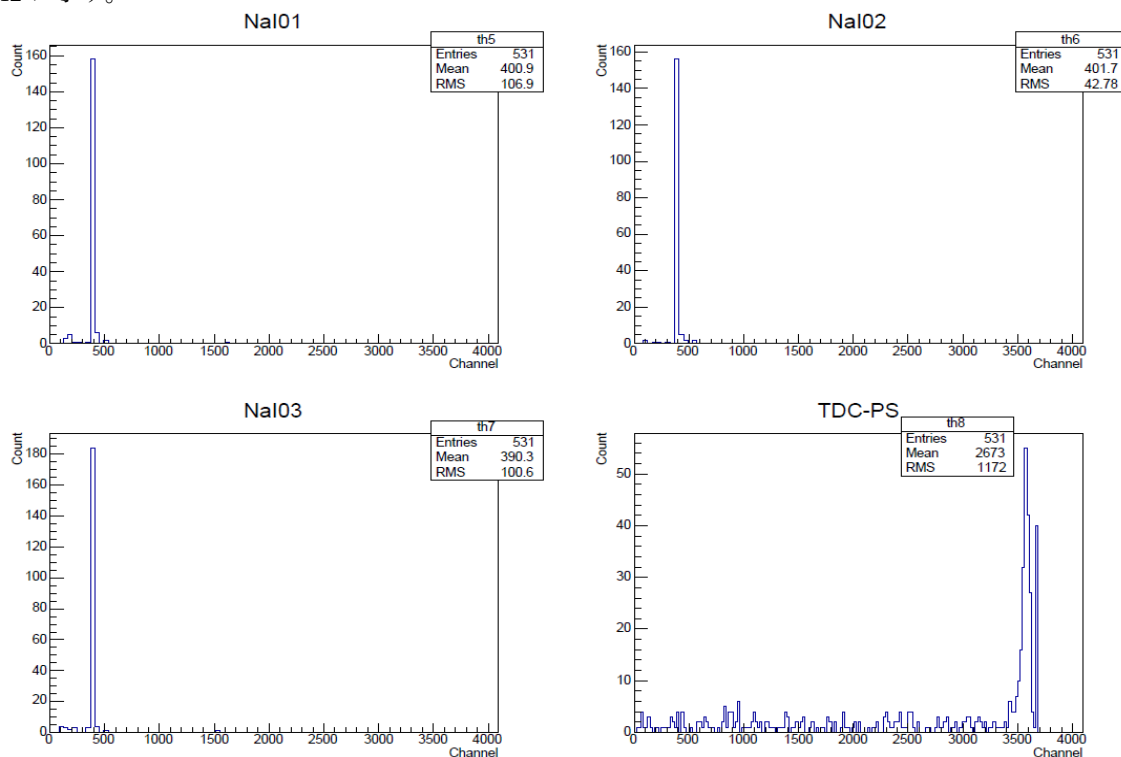 す。
NaI01
th5
Entries 531
Mean 400.9
RMS 106.9
Count
160
140
120
100
80
60
40
20
0
0 500 1000 1500 2000 2500 3000 3500 4000
Channel
NaI02
th6
Entries 531
Mean 401.7
RMS 42.78
Count
160
140
120
100
80
60
40
20
0
0 500 1000 1500 2000 2500 3000 3500 4000
Channel
NaI03
th7
Entries 531
Mean 390.3
RMS 100.6
Count
180
160
140
120
100
80
60
40
20
0
0 500 1000 1500 2000 2500 3000 3500 4000
Channel
TDC-PS
th8
Entries 531
Mean 2673
RMS 1172
Count
50
40
30
20
10
0
0 500 1000 1500 2000 2500 3000 3500 4000
Channel